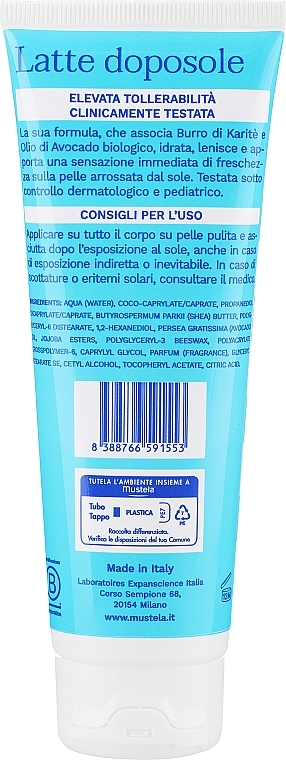 Latte doposole
ELEVATA TOLLERABILITÀ
CLINICAMENTE TESTATA
La sua formula, che associa Burro di Karitè e
Olio di Avocado biologico, idrata, lenisce e ap-
porta una sensazione immediata di freschez-
za sulla pelle arrossata dal sole. Testata sotto
controllo dermatologico e pediatrico.
CONSIGLI PER L'USO
Applicare su tutto il corpo su pelle pulita e as-
ciutta dopo l'esposizione al sole, anche in caso
di esposizione indiretta o inevitabile. In caso di
scottature o eritemi solari, consultare il medico.
INGREDIENTS: AQUA (WATER), COCO-CAPRYLATE/CAPRATE, PROPANEDIOL,
CAPRYLATE/CAPRATE, BUTYROSPERMUM PARKII (SHEA) BUTTER,
6 DISTEARATE, 1,2-HEXANEDIOL, PERSEA GRATISSIMA (AVOCADO)
OIL, JOJOBA ESTERS, POLYGLYCERYL-3 BEESWAX,
CROSSPOLYMER-6, CAPRYLYL GLYCOL, PARFUM (FRAGRANCE),
SE, CETYL ALCOHOL, TOCOPHERYL ACETATE, CITRIC ACID.
8 388766 591553
TUTELA L'AMBIENTE INSIEME A
Mustela
Tubo
Tappo
PLASTICA
PE7
PE
Raccolta differenziata.
Verifica le disposizioni del tuo Comune
B
Made in Italy
Laboratoires Expanscience Italia
Corso Sempione 68,
20154 Milano
www.mustela.it